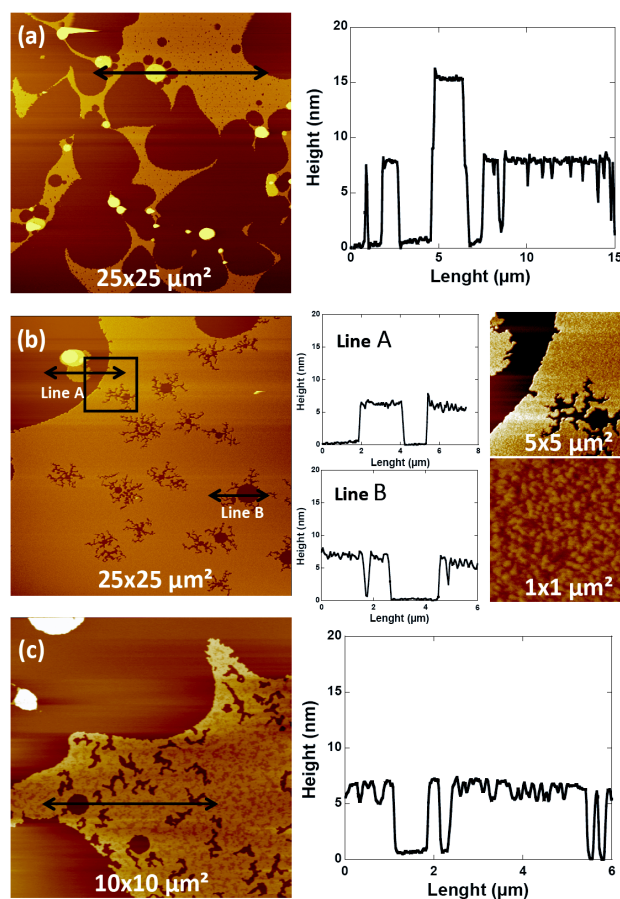 (a)
25x25 µm²
Height (nm)
20
15
10
5
0
0 5 10 15
Lenght (µm)
(b)
Line A
Line B
25x25 µm²
Line A
Height (nm)
20
15
10
5
0
0 2 4 6 8
Lenght (µm)
Line B
Height (nm)
20
15
10
5
0
0 2 4 6
Lenght (µm)
5x5 µm²
1x1 µm²
(c)
10x10 µm²
Height (nm)
20
15
10
5
0
0 2 4 6
Lenght (µm)